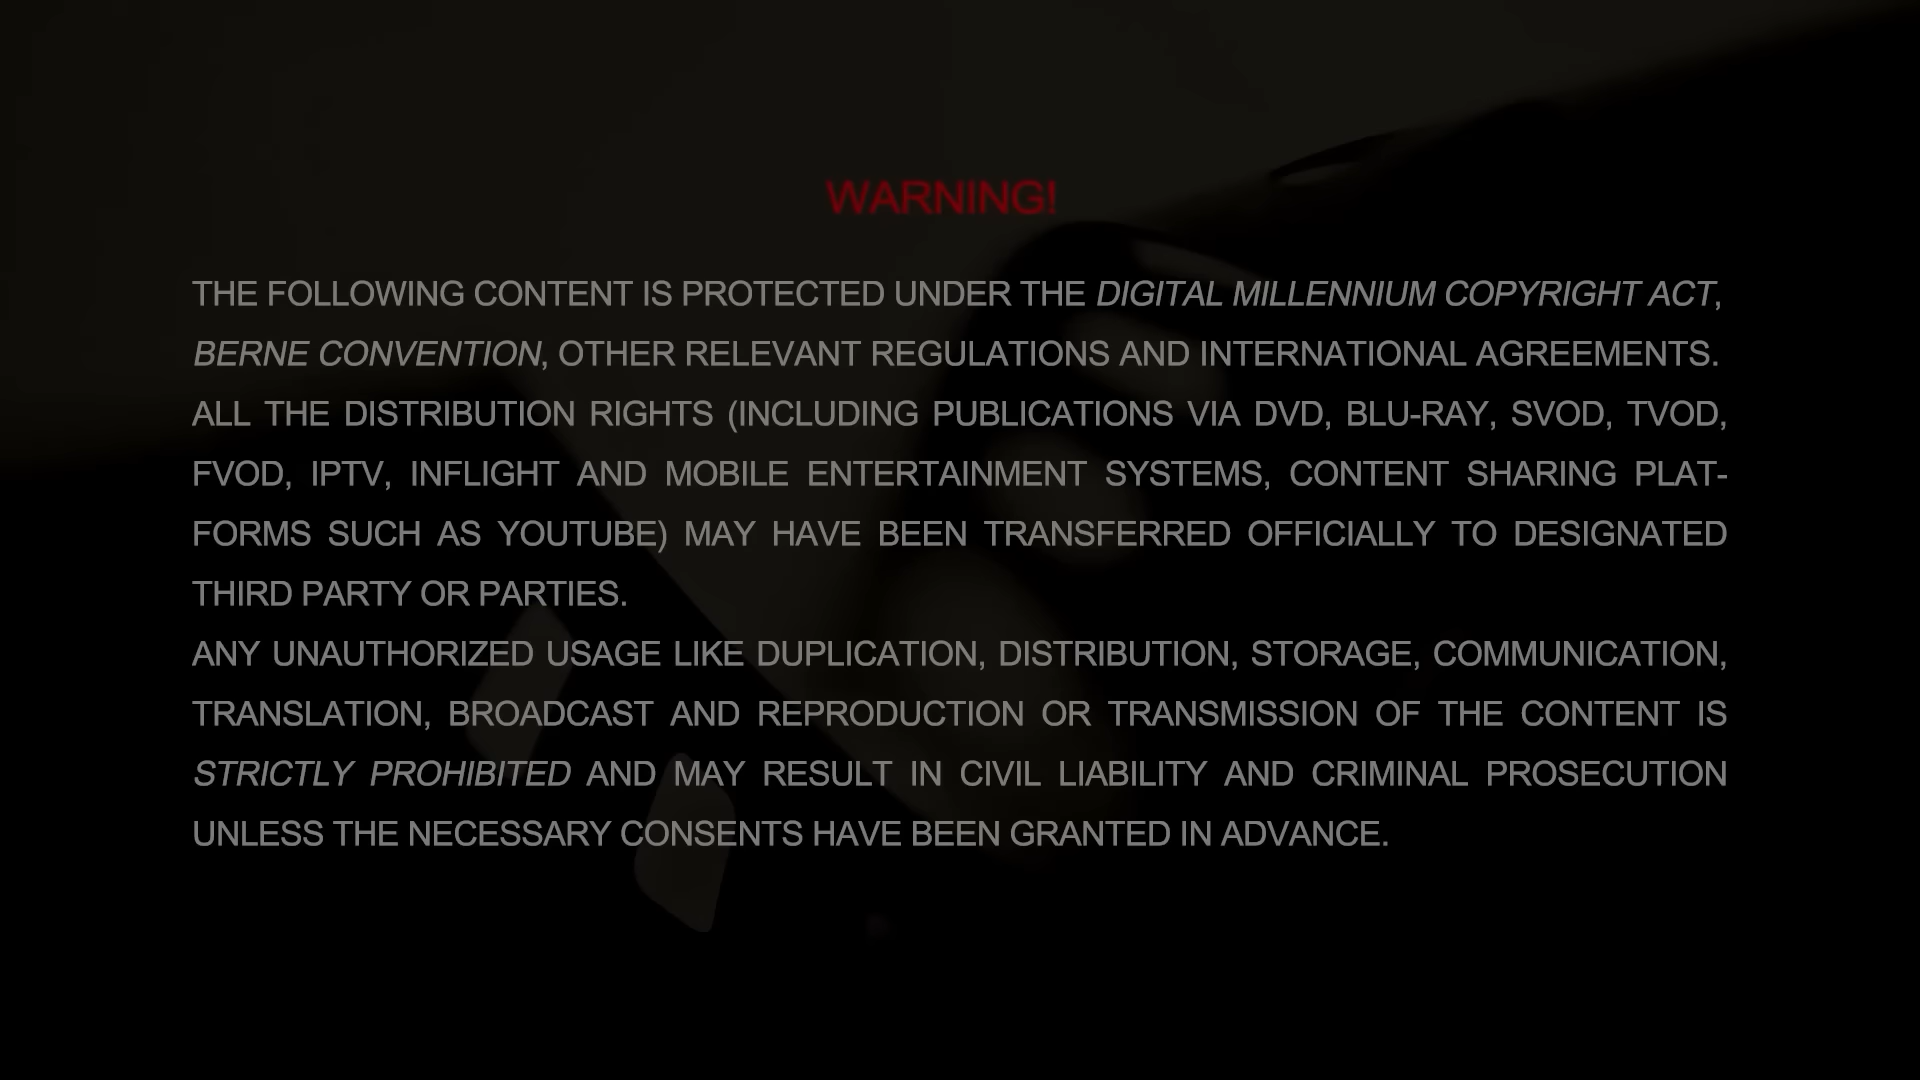 WARNING!
THE FOLLOWING CONTENT IS PROTECTED UNDER THE DIGITAL MILLENNIUM COPYRIGHT ACT,
BERNE CONVENTION, OTHER RELEVANT REGULATIONS AND INTERNATIONAL AGREEMENTS.
ALL THE DISTRIBUTION RIGHTS (INCLUDING PUBLICATIONS VIA DVD, BLU-RAY, SVOD, TVOD,
FVOD, IPTV, INFLIGHT AND MOBILE ENTERTAINMENT SYSTEMS, CONTENT SHARING PLAT-
FORMS SUCH AS YOUTUBE) MAY HAVE BEEN TRANSFERRED OFFICIALLY TO DESIGNATED
THIRD PARTY OR PARTIES.
ANY UNAUTHORIZED USAGE LIKE DUPLICATION, DISTRIBUTION, STORAGE, COMMUNICATION,
TRANSLATION, BROADCAST AND REPRODUCTION OR TRANSMISSION OF THE CONTENT IS
STRICTLY PROHIBITED AND MAY RESULT IN CIVIL LIABILITY AND CRIMINAL PROSECUTION
UNLESS THE NECESSARY CONSENTS HAVE BEEN GRANTED IN ADVANCE.